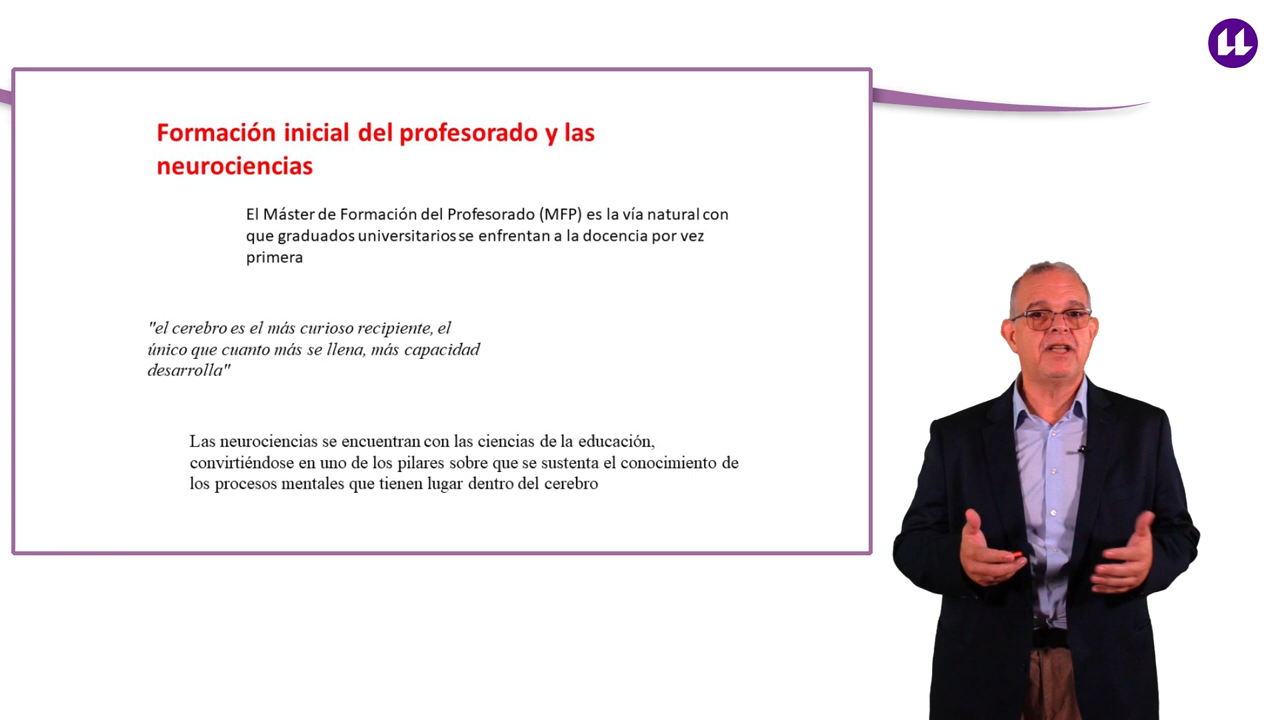 Formación inicial del profesorado y las
neurociencias
El Máster de Formación del Profesorado (MFP) es la vía natural con
que graduados universitarios se enfrentan a la docencia por vez
primera
"el cerebro es el más curioso recipiente, el
único que cuanto más se llena, más capacidad
desarrolla"
Las neurociencias se encuentran con las ciencias de la educación,
convirtiéndose en uno de los pilares sobre que se sustenta el conocimiento de
los procesos mentales que tienen lugar dentro del cerebro